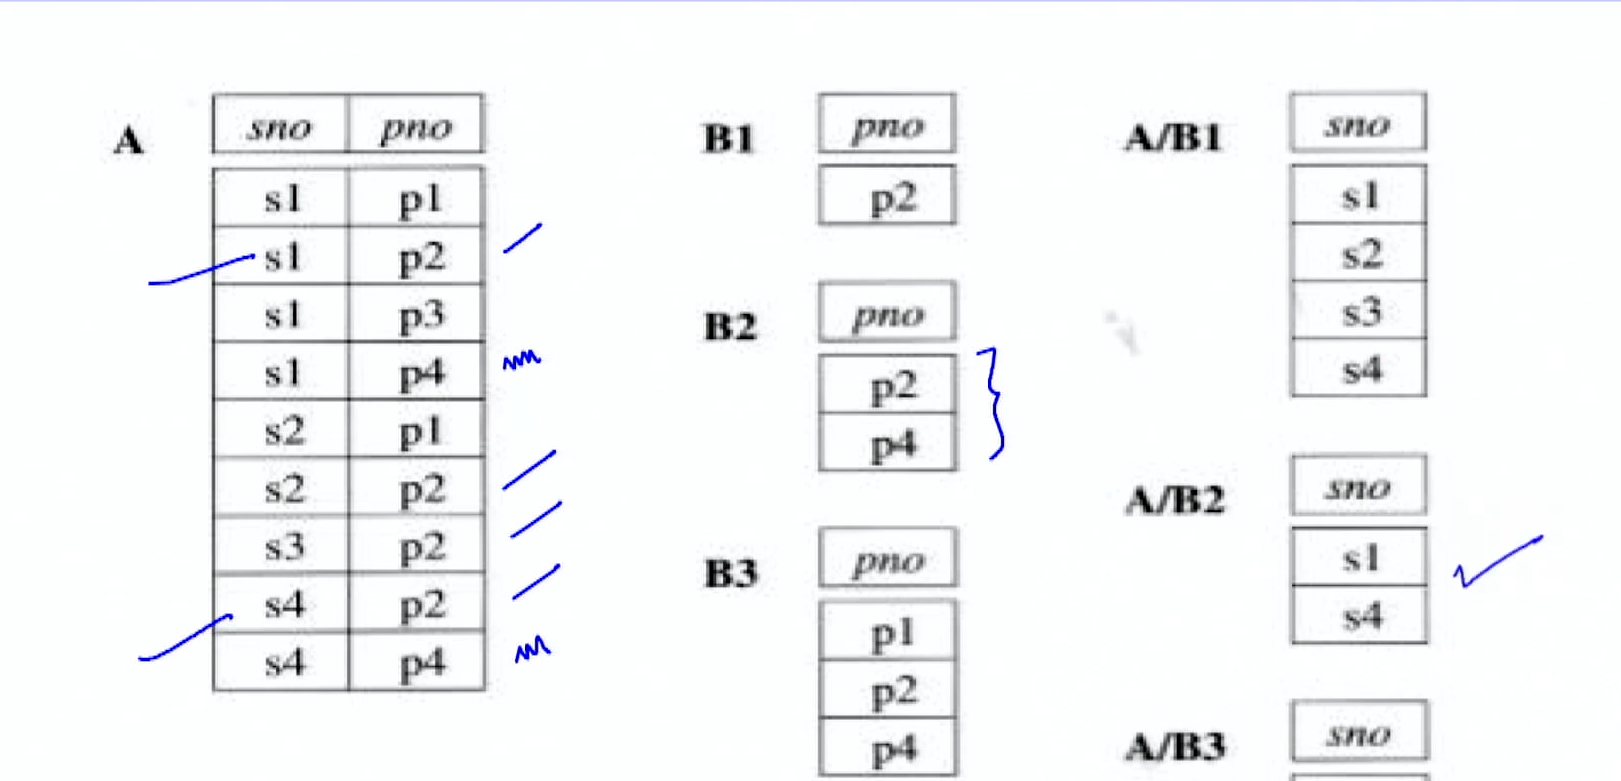 A
sno pno
s1 p1
s1 p2
s1 p3
s1 p4
s2 p1
s2 p2
s3 p2
s4 p2
s4 p4
B1
pno
p2
B2
pno
p2
p4
B3
pno
p1
p2
p4
A/B1
sno
s1
s2
s3
s4
A/B2
sno
s1
s4
A/B3
sno